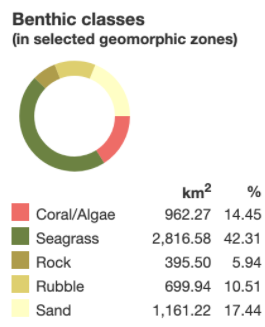 Benthic classes
(in selected geomorphic zones)
km² %
Coral/Algae 962.27 14.45
Seagrass 2,816.58 42.31
Rock 395.50 5.94
Rubble 699.94 10.51
Sand 1,161.22 17.44